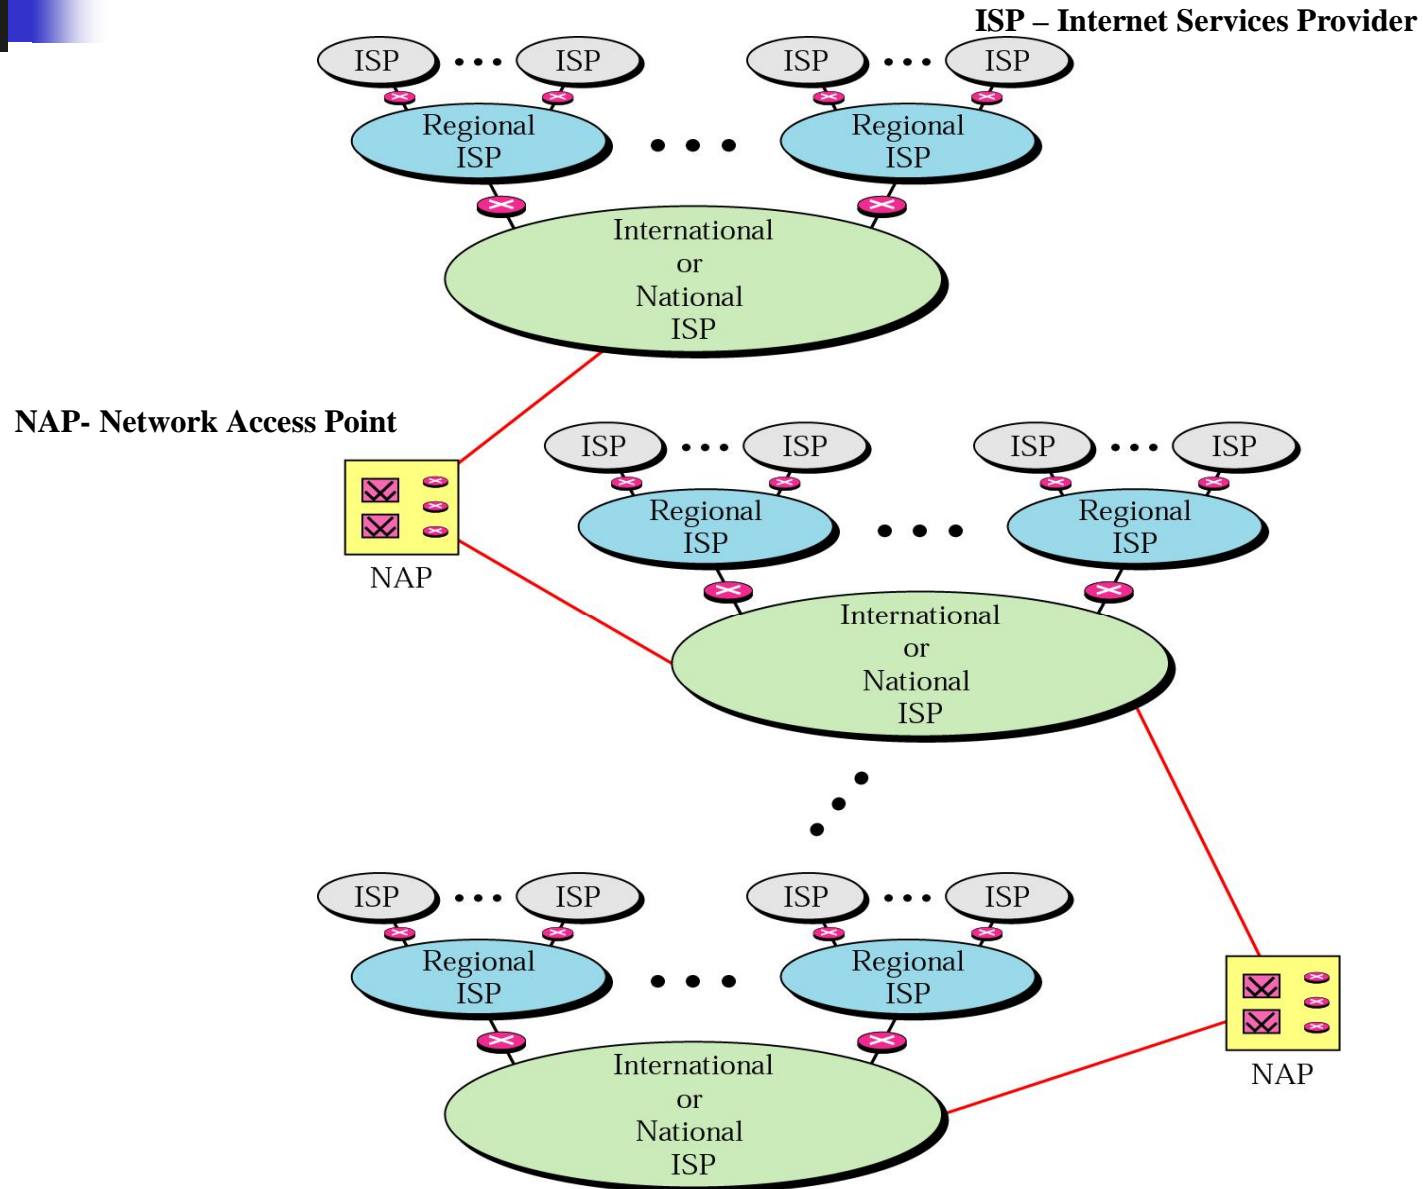 ISP – Internet Services Provider
ISP ISP ISP ISP
Regional
ISP
Regional
ISP
International
or
National
ISP
NAP- Network Access Point
NAP
ISP ISP ISP ISP
Regional
ISP
Regional
ISP
International
or
National
ISP
ISP ISP ISP ISP
Regional
ISP
Regional
ISP
International
or
National
ISP
NAP